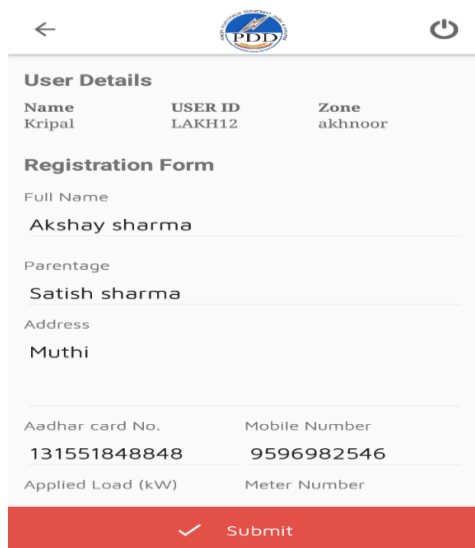 PDD
User Details
Name USER ID Zone
Kripal LAKH12 akhnoor
Registration Form
Full Name
Akshay sharma
Parentage
Satish sharma
Address
Muthi
Aadhar card No. Mobile Number
131551848848 9596982546
Applied Load (kW) Meter Number
Submit